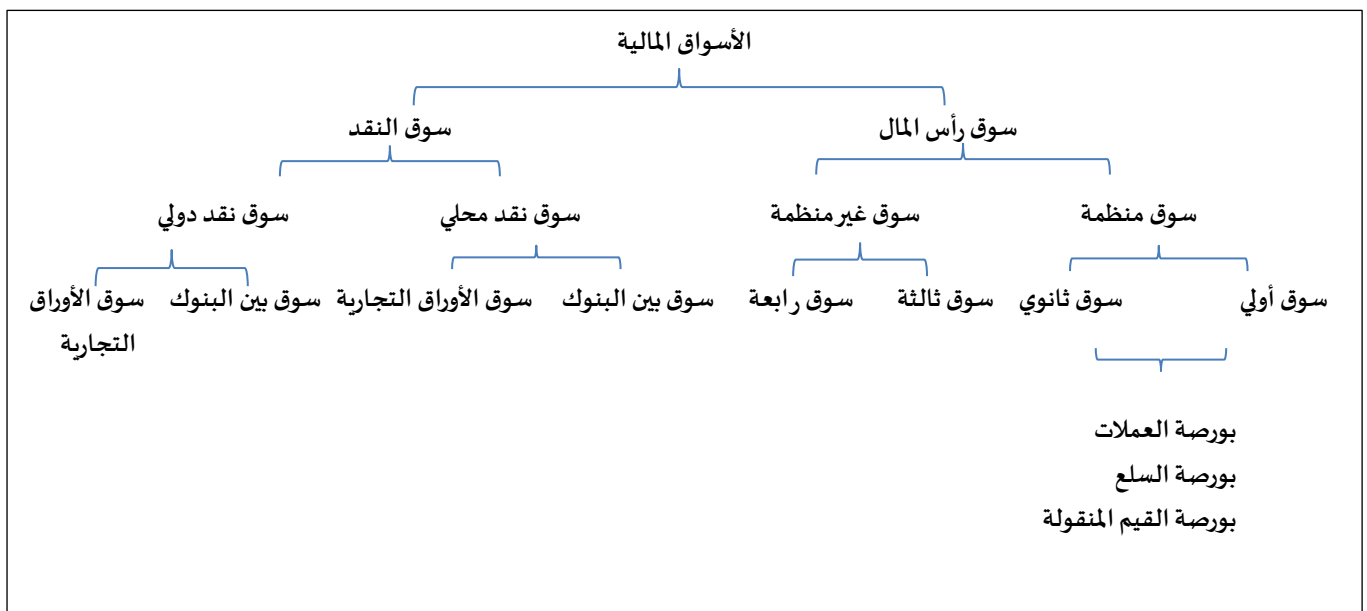 الأسواق المالية
سوق رأس المال
سوق النقد
سوق منظمة
سوق غير منظمة
سوق نقد محلي
سوق نقد دولي
سوق أولي
سوق ثانوي
سوق ثالثة
سوق رابعة
سوق بين البنوك
سوق الأوراق التجارية
سوق بين البنوك
سوق الأوراق
التجارية
بورصة العملات
بورصة السلع
بورصة القيم المنقولة